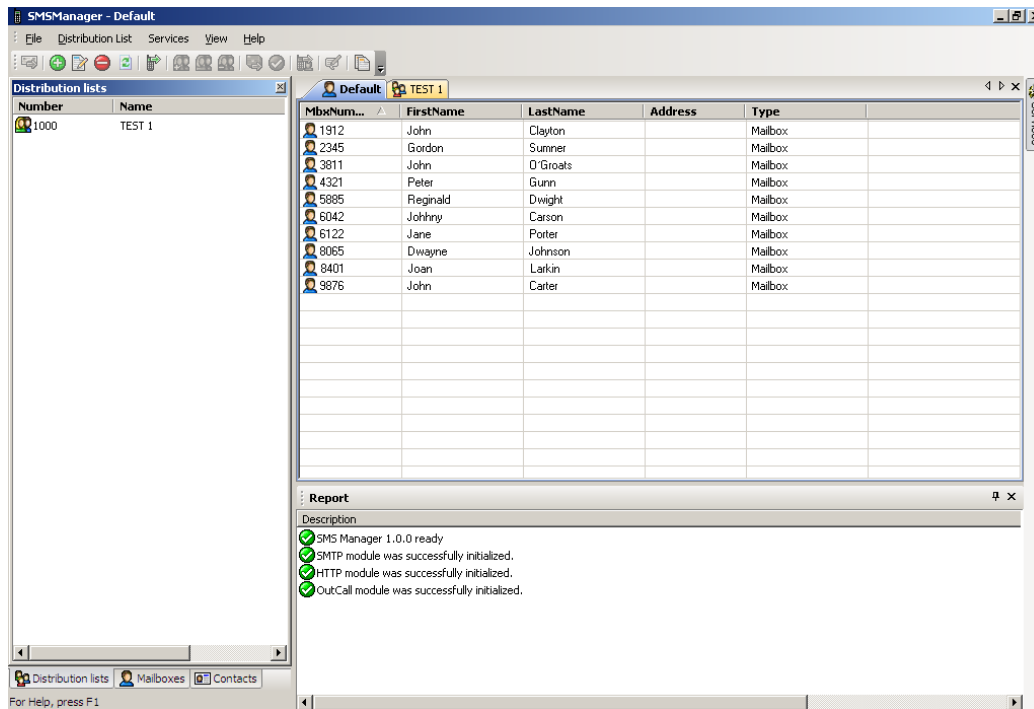 SMSManager - Default
File Distribution List Services View Help
Distribution lists
Number Name
1000 TEST 1
Default TEST 1
MbxNum... FirstName LastName Address Type
1912 John Clayton Mailbox
2345 Gordon Sumner Mailbox
3811 John O'Groats Mailbox
4321 Peter Gunn Mailbox
5885 Reginald Dwight Mailbox
6042 Johhny Carson Mailbox
6122 Jane Porter Mailbox
8065 Dwayne Johnson Mailbox
8401 Joan Larkin Mailbox
9876 John Carter Mailbox
Report
Description
SMS Manager 1.0.0 ready
SMTP module was successfully initialized.
HTTP module was successfully initialized.
OutCall module was successfully initialized.
Distribution lists Mailboxes Contacts
For Help, press F1